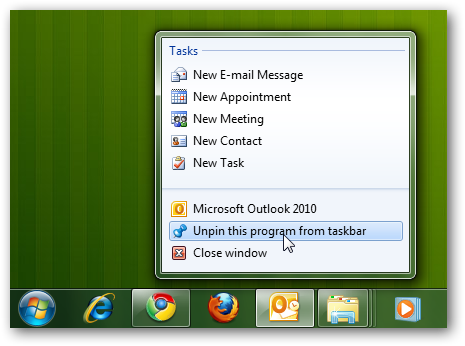 Tasks
New E-mail Message
New Appointment
New Meeting
New Contact
New Task
Microsoft Outlook 2010
Unpin this program from taskbar
Close window